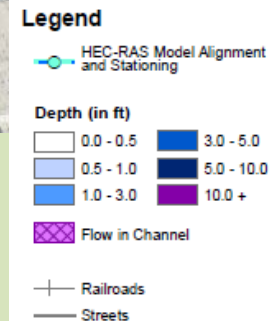 Legend
HEC-RAS Model Alignment
and Stationing
Depth (in ft)
0.0 - 0.5
3.0 - 5.0
0.5 - 1.0
5.0 - 10.0
1.0 - 3.0
10.0 +
Flow in Channel
Railroads
Streets